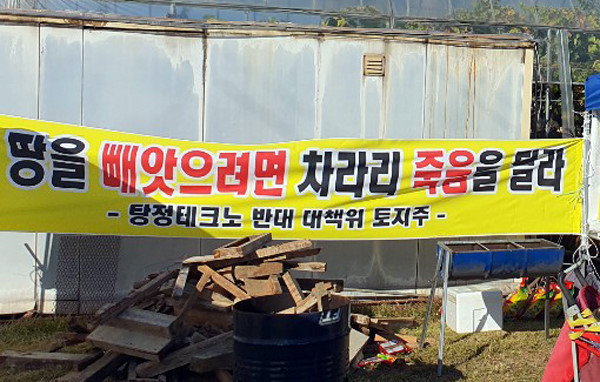 땅을 빼앗으려면 차라리 죽음을 달라
- 탕정테크노 반대 대책위 토지주 -